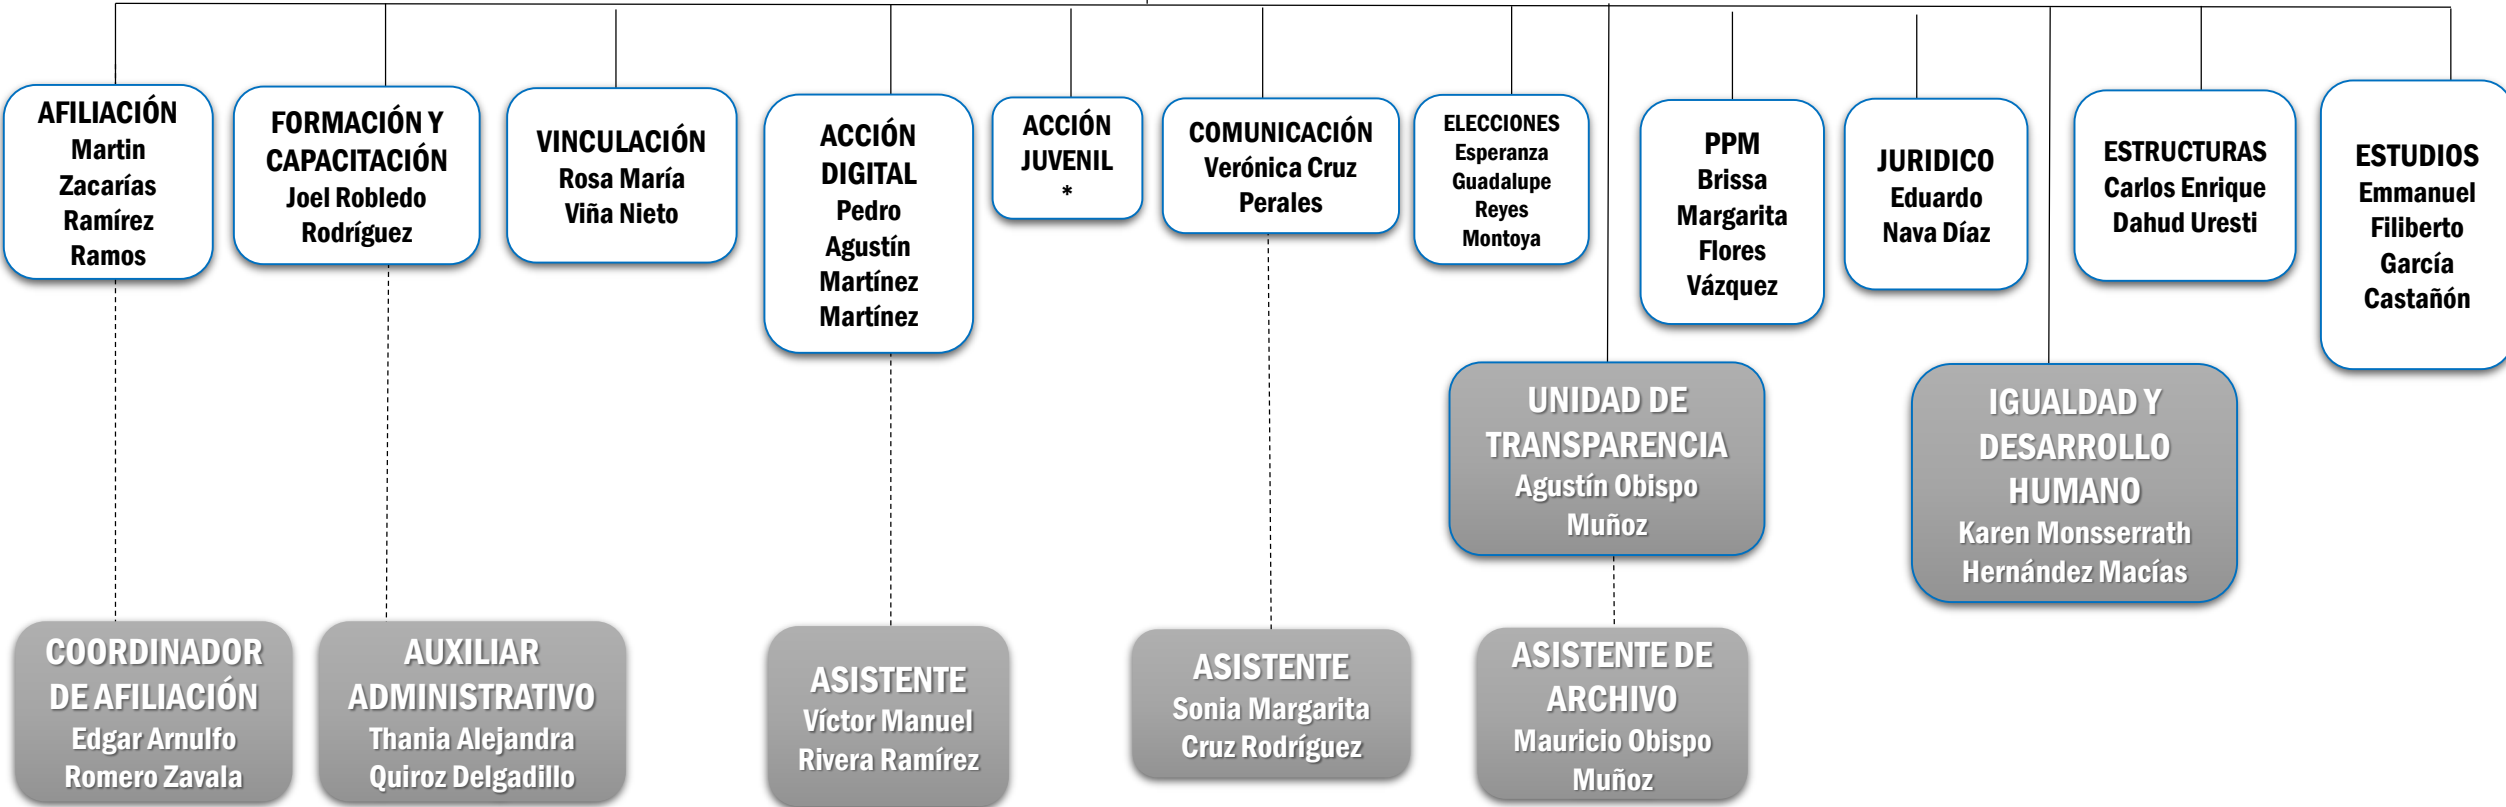 AFILIACIÓN
Martin
Zacarías
Ramírez
Ramos
FORMACIÓN Y
CAPACITACIÓN
Joel Robledo
Rodríguez
VINCULACIÓN
Rosa María
Viña Nieto
ACCIÓN
DIGITAL
Pedro
Agustín
Martínez
Martínez
ACCIÓN
JUVENIL
*
COMUNICACIÓN
Verónica Cruz
Perales
ELECCIONES
Esperanza
Guadalupe
Reyes
Montoya
PPM
Brissa
Margarita
Flores
Vázquez
JURIDICO
Eduardo
Nava Díaz
ESTRUCTURAS
Carlos Enrique
Dahud Uresti
ESTUDIOS
Emmanuel
Filiberto
García
Castañón
UNIDAD DE
TRANSPARENCIA
Agustín Obispo
Muñoz
IGUALDAD Y
DESARROLLO
HUMANO
Karen Monsserrath
Hernández Macías
COORDINADOR
DE AFILIACIÓN
Edgar Arnulfo
Romero Zavala
AUXILIAR
ADMINISTRATIVO
Thania Alejandra
Quiroz Delgadillo
ASISTENTE
Víctor Manuel
Rivera Ramírez
ASISTENTE
Sonia Margarita
Cruz Rodríguez
ASISTENTE DE
ARCHIVO
Mauricio Obispo
Muñoz